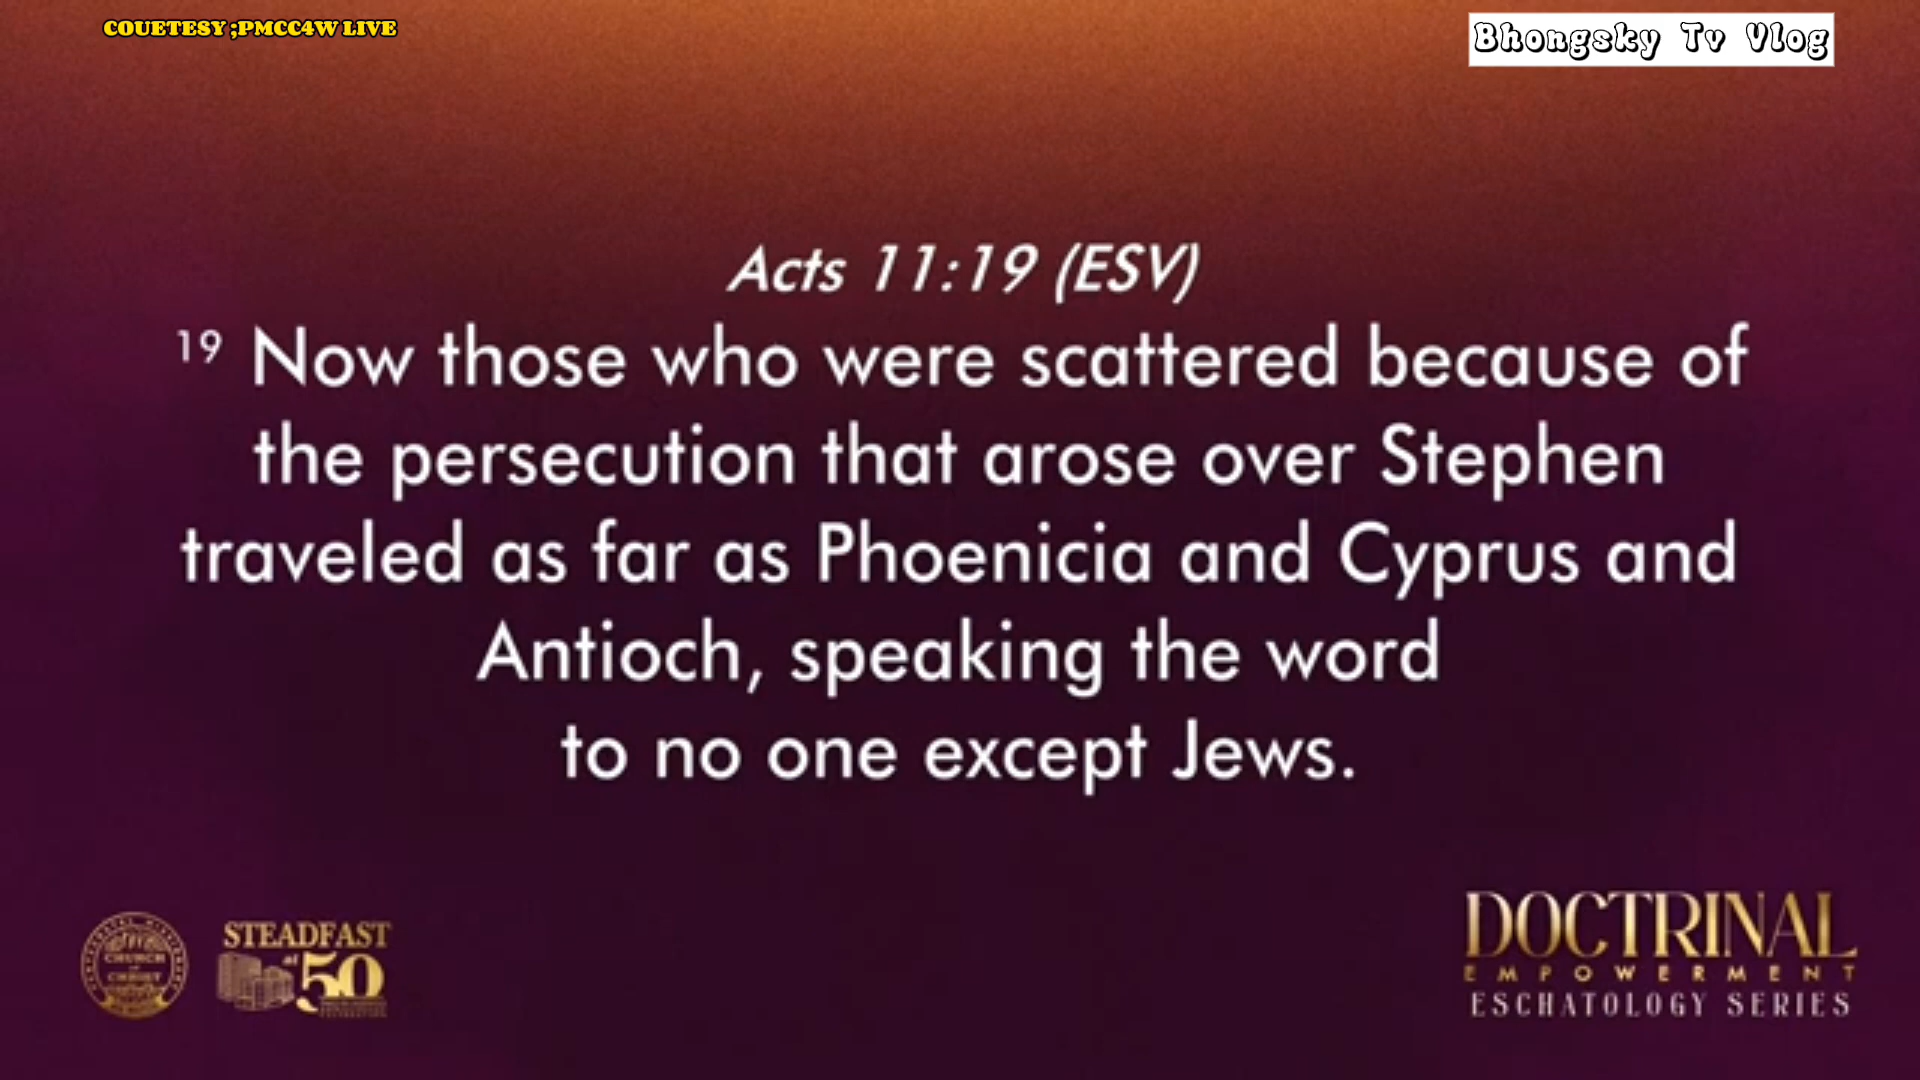 COUETESY ;PMCC4W LIVE
Bhongsky Tv Vlog
Acts 11:19 (ESV)
19 Now those who were scattered because of
the persecution that arose over Stephen
traveled as far as Phoenicia and Cyprus and
Antioch, speaking the word
to no one except Jews.
CHURCH
CHRIST
STEADFAST
at 50
DOCTRINAL
EMPOWERMENT
ESCHATOLOGY SERIES